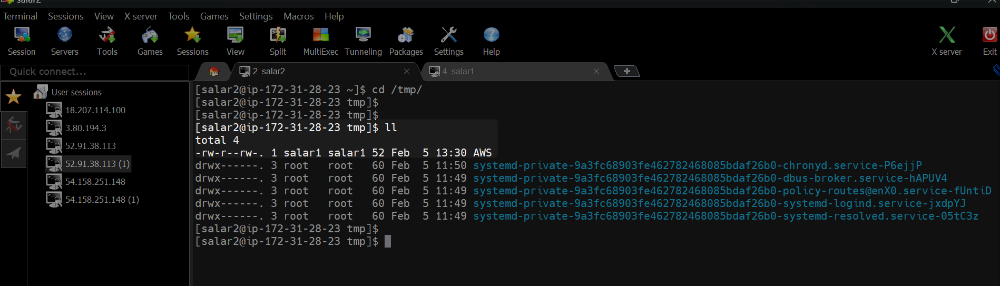 salar2
Terminal Sessions View X server Tools Games Settings Macros Help
Session Servers Tools Games Sessions View Split MultiExec Tunneling Packages Settings Help X server Exit
Quick connect...
2. salar2
4. salar1
User sessions
18.207.114.100
3.80.194.3
52.91.38.113
52.91.38.113 (1)
54.158.251.148
54.158.251.148 (1)
[salar2@ip-172-31-28-23 ~]$ cd /tmp/
[salar2@ip-172-31-28-23 tmp]$
[salar2@ip-172-31-28-23 tmp]$
[salar2@ip-172-31-28-23 tmp]$ ll
total 4
-rw-r--rw-. 1 salar1 salar1 52 Feb  5 13:30 AWS
drwx------. 3 root   root   60 Feb  5 11:50 systemd-private-9a3fc68903fe462782468085bdaf26b0-chronyd.service-P6ejjP
drwx------. 3 root   root   60 Feb  5 11:49 systemd-private-9a3fc68903fe462782468085bdaf26b0-dbus-broker.service-hAPUV4
drwx------. 3 root   root   60 Feb  5 11:49 systemd-private-9a3fc68903fe462782468085bdaf26b0-policy-routes@enX0.service-fUntiD
drwx------. 3 root   root   60 Feb  5 11:49 systemd-private-9a3fc68903fe462782468085bdaf26b0-systemd-logind.service-jxdpYJ
drwx------. 3 root   root   60 Feb  5 11:49 systemd-private-9a3fc68903fe462782468085bdaf26b0-systemd-resolved.service-05tC3z
[salar2@ip-172-31-28-23 tmp]$
[salar2@ip-172-31-28-23 tmp]$